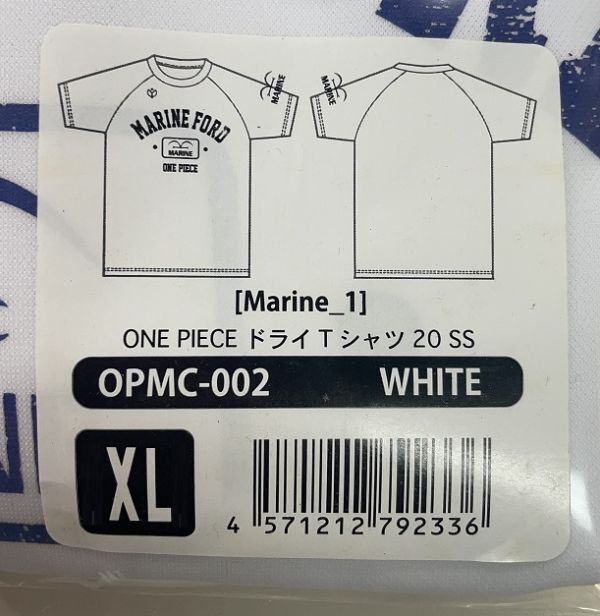 MARINE
MARINE
MARINE FORD
MARINE
ONE PIECE
[Marine_1]
ONE PIECE ドライ T シャツ 20 SS
OPMC-002 WHITE
XL
4 571212 792336